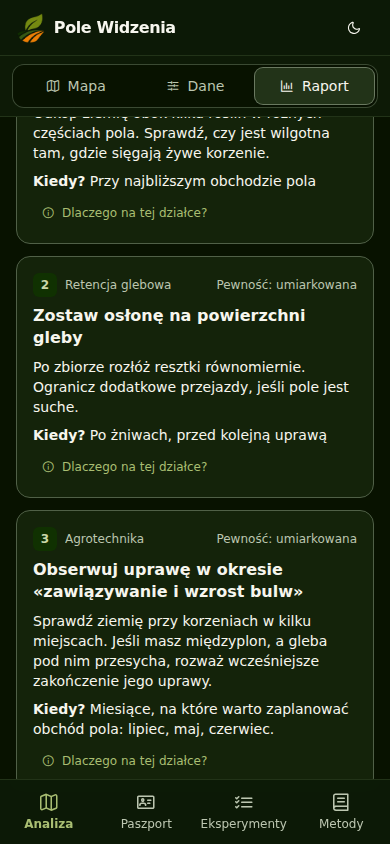 Pole Widzenia
Mapa
Dane
Raport
częściach pola. Sprawdź, czy jest wilgotna
tam, gdzie sięgają żywe korzenie.
Kiedy? Przy najbliższym obchodzie pola
Dlaczego na tej działce?
2 Retencja glebowa Pewność: umiarkowana
Zostaw osłonę na powierzchni
gleby
Po zbiorze rozłóż resztki równomiernie.
Ogranicz dodatkowe przejazdy, jeśli pole jest
suche.
Kiedy? Po żniwach, przed kolejną uprawą
Dlaczego na tej działce?
3 Agrotechnika Pewność: umiarkowana
Obserwuj uprawę w okresie
«zawiązywanie i wzrost bulw»
Sprawdź ziemię przy korzeniach w kilku
miejscach. Jeśli masz międzyplon, a gleba
pod nim przesycha, rozważ wcześniejsze
zakończenie jego uprawy.
Kiedy? Miesiące, na które warto zaplanować
obchód pola: lipiec, maj, czerwiec.
Dlaczego na tej działce?
Analiza
Paszport
Eksperymenty
Metody